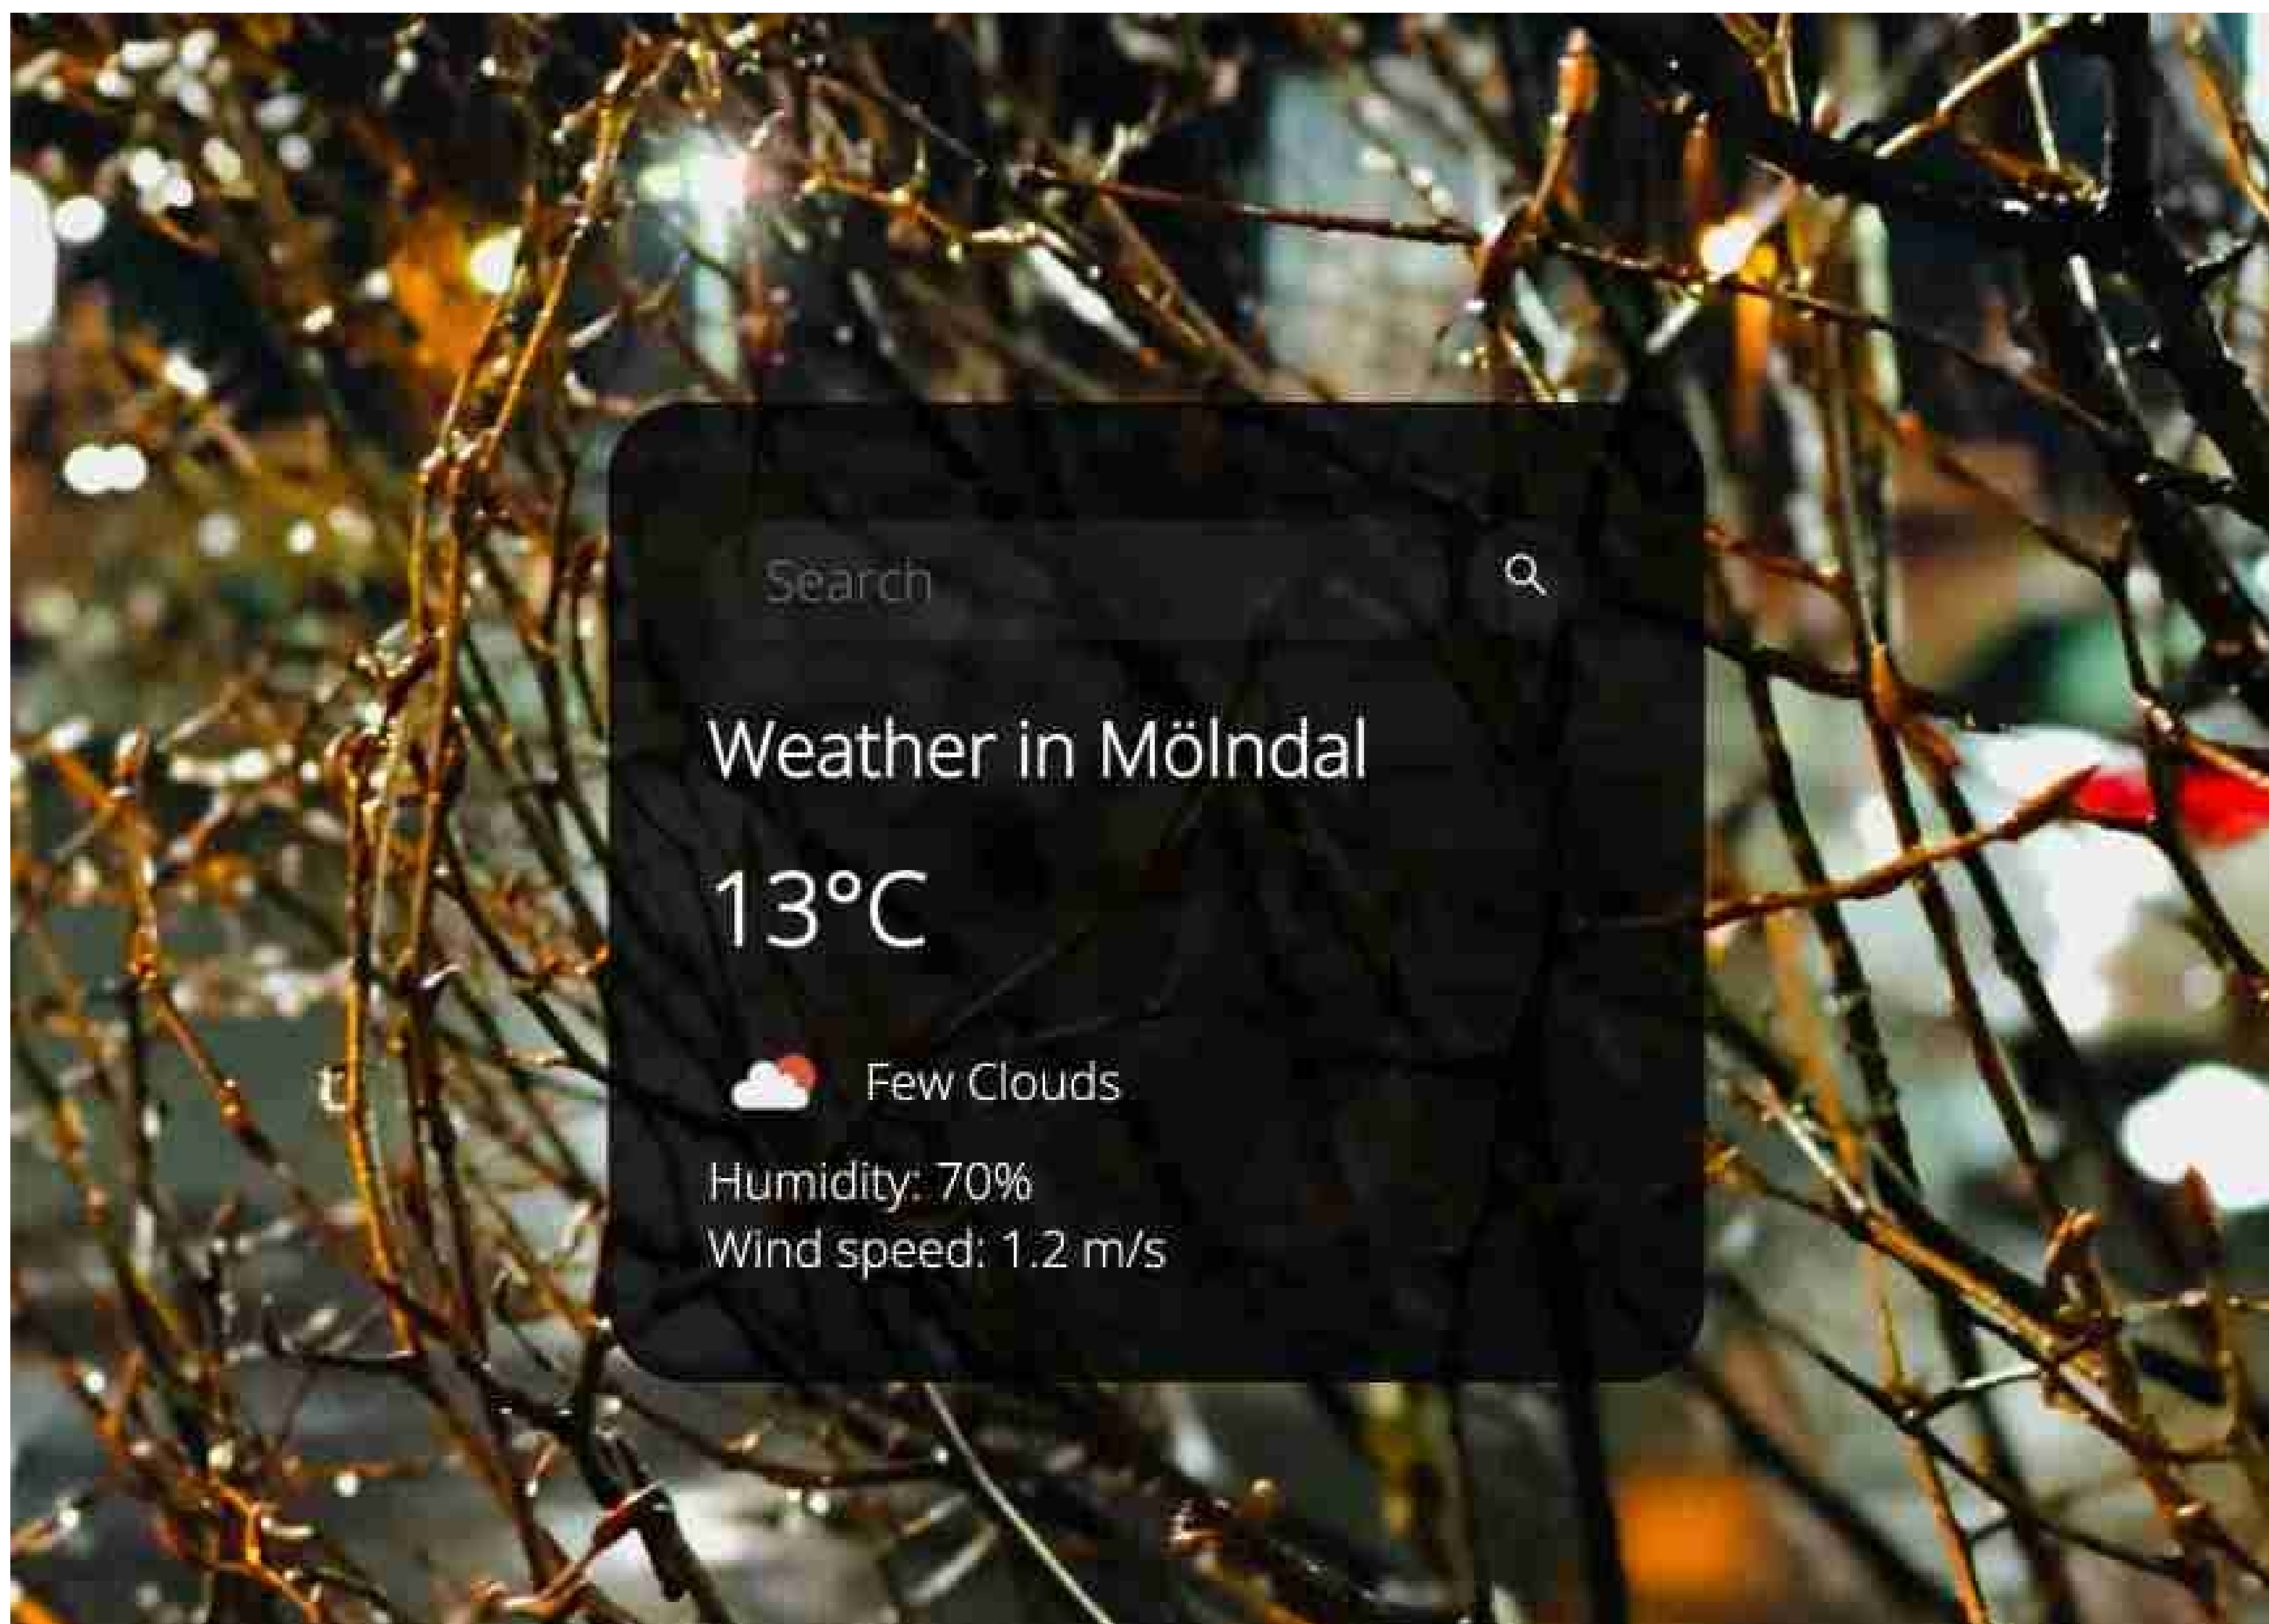 Search
Weather in Mölndal
13°C
Few Clouds
Humidity: 70%
Wind speed: 1.2 m/s